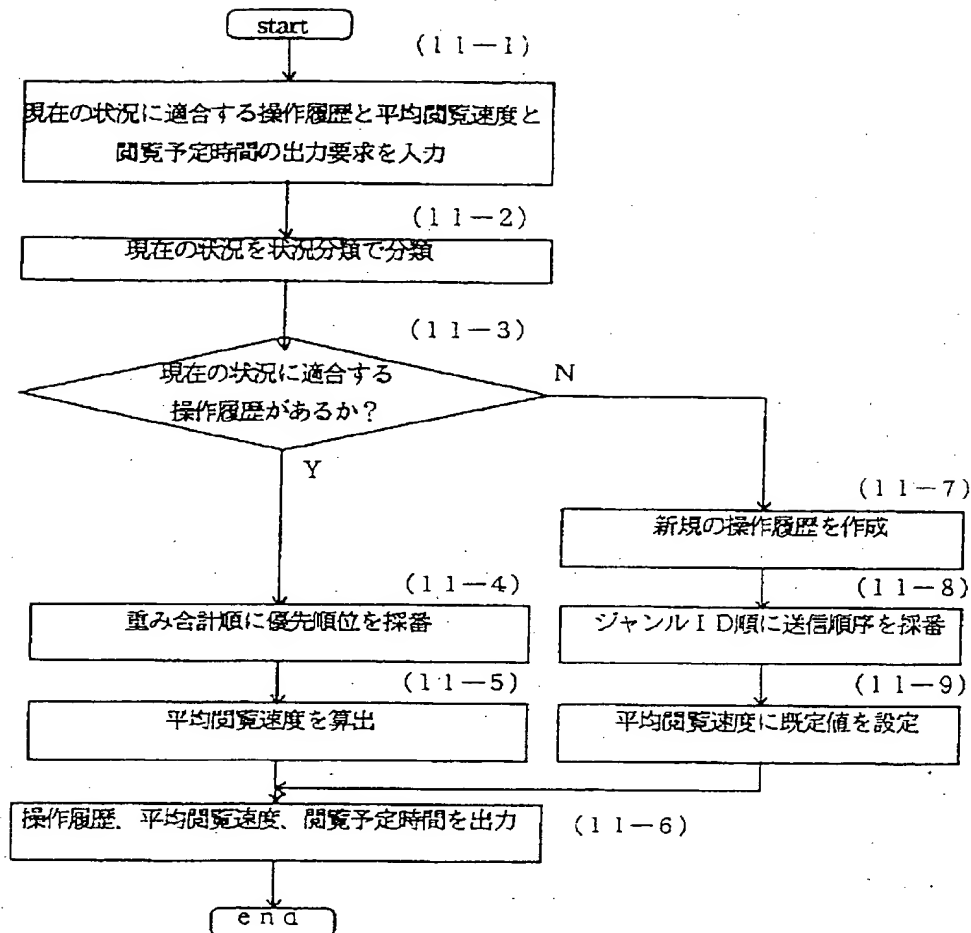 start
(11-1)
現在の状況に適合する操作履歴と平均閲覧速度と
閲覧予定時間の出力要求を入力
(11-2)
現在の状況を状況分類で分類
(11-3)
現在の状況に適合する
操作履歴があるか？
N
Y
(11-7)
新規の操作履歴を作成
(11-4)
重み合計順に優先順位を採番
(11-8)
ジャンルＩＤ順に送信順序を採番
(11-5)
平均閲覧速度を算出
(11-9)
平均閲覧速度に既定値を設定
操作履歴、平均閲覧速度、閲覧予定時間を出力
(11-6)
end